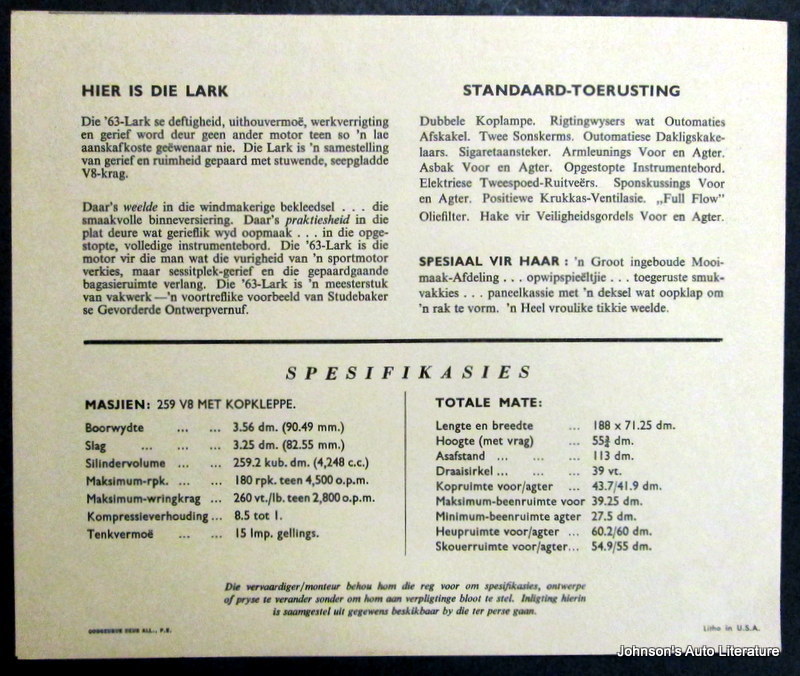 HIER IS DIE LARK
Die '63-Lark se deftigheid, uithouvermoë, werkverrigting
en gerief word deur geen ander motor teen so 'n lae
aanskafkoste geëwenaar nie. Die Lark is 'n samestelling
van gerief en ruimheid gepaard met stuwende, seepgladde
V8-krag.
Daar's weelde in die windmakerige bekleedsel . . . die
smaakvolle binneversiering. Daar's praktiesheid in die
plat deure wat gerieflik wyd oopmaak . . . in die opge-
stopte, volledige instrumentebord. Die '63-Lark is die
motor vir die man wat die vurigheid van 'n sportmotor
verkies, maar sessitplek-gerief en die gepaardgaande
bagasieruimte verlang. Die '63-Lark is 'n meesterstuk
van vakwerk—'n voortreflike voorbeeld van Studebaker
se Gevorderde Ontwerpvernuf.
STANDAARD-TOERUSTING
Dubbele Koplampe. Rigtingwysers wat Outomaties
Afskakel. Twee Sonskerms. Outomatiese Dakligskake-
laars. Sigaretaansteker. Armleunings Voor en Agter.
Asbak Voor en Agter. Opgestopte Instrumentebord.
Elektriese Tweespoed-Ruitveërs. Sponskussings Voor
en Agter. Positiewe Krukkas-Ventilasie. „Full Flow"
Oliefilter. Hake vir Veiligheidsgordels Voor en Agter.
SPESIAAL VIR HAAR : 'n Groot ingeboude Mooi-
maak-Afdeling . . . opwipspieëltjie . . . toegeruste smuk-
vakkies . . . paneelkassie met 'n deksel wat oopklap om
'n rak te vorm. 'n Heel vroulike tikkie weelde.
SPESIFIKASIES
MASJIEN: 259 V8 MET KOPKLEPPE.
Boorwydte ... ... 3.56 dm. (90.49 mm.)
Slag ... ... 3.25 dm. (82.55 mm.)
Silindervolume ... ... 259.2 kub. dm. (4,248 c.c.)
Maksimum-rpk. ... ... 180 rpk. teen 4,500 o.p.m.
Maksimum-wringkrag ... 260 vt./lb. teen 2,800 o.p.m.
Kompressieverhouding ... 8.5 tot 1.
Tenkvermoë ... ... 15 Imp. gellings.
TOTALE MATE:
Lengte en breedte ... 188 x 71.25 dm.
Hoogte (met vrag) ... 55¾ dm.
Asafstand ... ... ... 113 dm.
Draaisirkel ... ... ... 39 vt.
Kopruimte voor/agter ... 43.7/41.9 dm.
Maksimum-beenruimte voor 39.25 dm.
Minimum-beenruimte agter 27.5 dm.
Heupruimte voor/agter ... 60.2/60 dm.
Skouerruimte voor/agter... 54.9/55 dm.
Die vervaardiger/monteur behou hom die reg voor om spesifikasies, ontwerpe
of pryse te verander sonder om hom aan verpligtinge bloot te stel. Inligting hierin
is saamgestel uit gegewens beskikbaar by die ter perse gaan.
Litho in U.S.A.
Johnson's Auto Literature